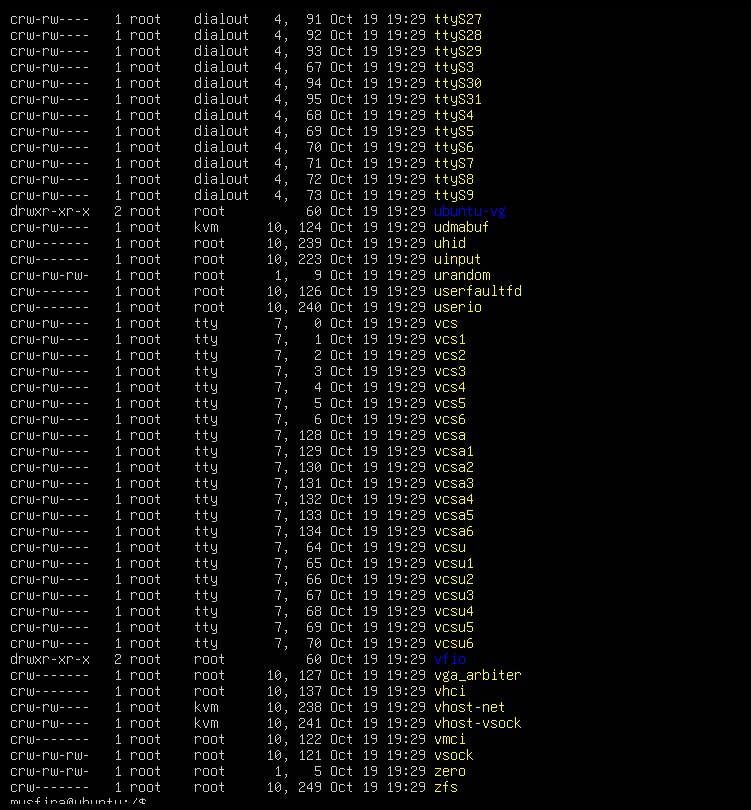 crw-rw----   1 root    dialout   4,  91 Oct 19 19:29 ttyS27
crw-rw----   1 root    dialout   4,  92 Oct 19 19:29 ttyS28
crw-rw----   1 root    dialout   4,  93 Oct 19 19:29 ttyS29
crw-rw----   1 root    dialout   4,  67 Oct 19 19:29 ttyS3
crw-rw----   1 root    dialout   4,  94 Oct 19 19:29 ttyS30
crw-rw----   1 root    dialout   4,  95 Oct 19 19:29 ttyS31
crw-rw----   1 root    dialout   4,  68 Oct 19 19:29 ttyS4
crw-rw----   1 root    dialout   4,  69 Oct 19 19:29 ttyS5
crw-rw----   1 root    dialout   4,  70 Oct 19 19:29 ttyS6
crw-rw----   1 root    dialout   4,  71 Oct 19 19:29 ttyS7
crw-rw----   1 root    dialout   4,  72 Oct 19 19:29 ttyS8
crw-rw----   1 root    dialout   4,  73 Oct 19 19:29 ttyS9
drwxr-xr-x   2 root    root          60 Oct 19 19:29 ubuntu-vg
crw-rw----   1 root    kvm      10, 124 Oct 19 19:29 udmabuf
crw-------   1 root    root     10, 239 Oct 19 19:29 uhid
crw-------   1 root    root     10, 223 Oct 19 19:29 uinput
crw-rw-rw-   1 root    root      1,   9 Oct 19 19:29 urandom
crw-------   1 root    root     10, 126 Oct 19 19:29 userfaultfd
crw-------   1 root    root     10, 240 Oct 19 19:29 userio
crw-rw----   1 root    tty       7,   0 Oct 19 19:29 vcs
crw-rw----   1 root    tty       7,   1 Oct 19 19:29 vcs1
crw-rw----   1 root    tty       7,   2 Oct 19 19:29 vcs2
crw-rw----   1 root    tty       7,   3 Oct 19 19:29 vcs3
crw-rw----   1 root    tty       7,   4 Oct 19 19:29 vcs4
crw-rw----   1 root    tty       7,   5 Oct 19 19:29 vcs5
crw-rw----   1 root    tty       7,   6 Oct 19 19:29 vcs6
crw-rw----   1 root    tty       7, 128 Oct 19 19:29 vcsa
crw-rw----   1 root    tty       7, 129 Oct 19 19:29 vcsa1
crw-rw----   1 root    tty       7, 130 Oct 19 19:29 vcsa2
crw-rw----   1 root    tty       7, 131 Oct 19 19:29 vcsa3
crw-rw----   1 root    tty       7, 132 Oct 19 19:29 vcsa4
crw-rw----   1 root    tty       7, 133 Oct 19 19:29 vcsa5
crw-rw----   1 root    tty       7, 134 Oct 19 19:29 vcsa6
crw-rw----   1 root    tty       7,  64 Oct 19 19:29 vcsu
crw-rw----   1 root    tty       7,  65 Oct 19 19:29 vcsu1
crw-rw----   1 root    tty       7,  66 Oct 19 19:29 vcsu2
crw-rw----   1 root    tty       7,  67 Oct 19 19:29 vcsu3
crw-rw----   1 root    tty       7,  68 Oct 19 19:29 vcsu4
crw-rw----   1 root    tty       7,  69 Oct 19 19:29 vcsu5
crw-rw----   1 root    tty       7,  70 Oct 19 19:29 vcsu6
drwxr-xr-x   2 root    root          60 Oct 19 19:29 vfio
crw-------   1 root    root     10, 127 Oct 19 19:29 vga_arbiter
crw-------   1 root    root     10, 137 Oct 19 19:29 vhci
crw-rw----   1 root    kvm      10, 238 Oct 19 19:29 vhost-net
crw-rw----   1 root    kvm      10, 241 Oct 19 19:29 vhost-vsock
crw-------   1 root    root     10, 122 Oct 19 19:29 vmci
crw-rw-rw-   1 root    root     10, 121 Oct 19 19:29 vsock
crw-rw-rw-   1 root    root      1,   5 Oct 19 19:29 zero
crw-------   1 root    root     10, 249 Oct 19 19:29 zfs
musfira@ubuntu:/$